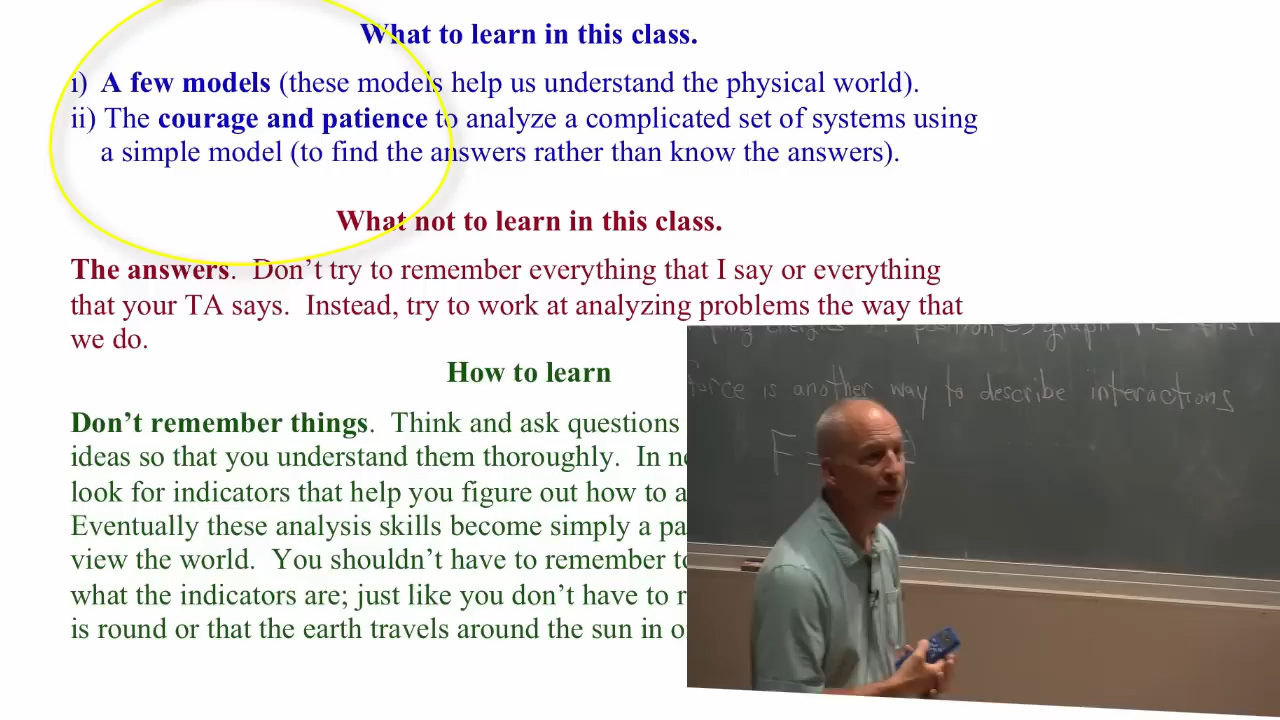 What to learn in this class.
i) A few models (these models help us understand the physical world).
ii) The courage and patience to analyze a complicated set of systems using
a simple model (to find the answers rather than know the answers).
What not to learn in this class.
The answers. Don’t try to remember everything that I say or everything
that your TA says. Instead, try to work at analyzing problems the way that
we do.
How to learn
Don’t remember things. Think and ask questions
ideas so that you understand them thoroughly. In
look for indicators that help you figure out how to
Eventually these analysis skills become simply a
view the world. You shouldn’t have to remember
what the indicators are; just like you don’t have to
is round or that the earth travels around the sun in
energies position graph PE
force is another way to describe interactions
F =